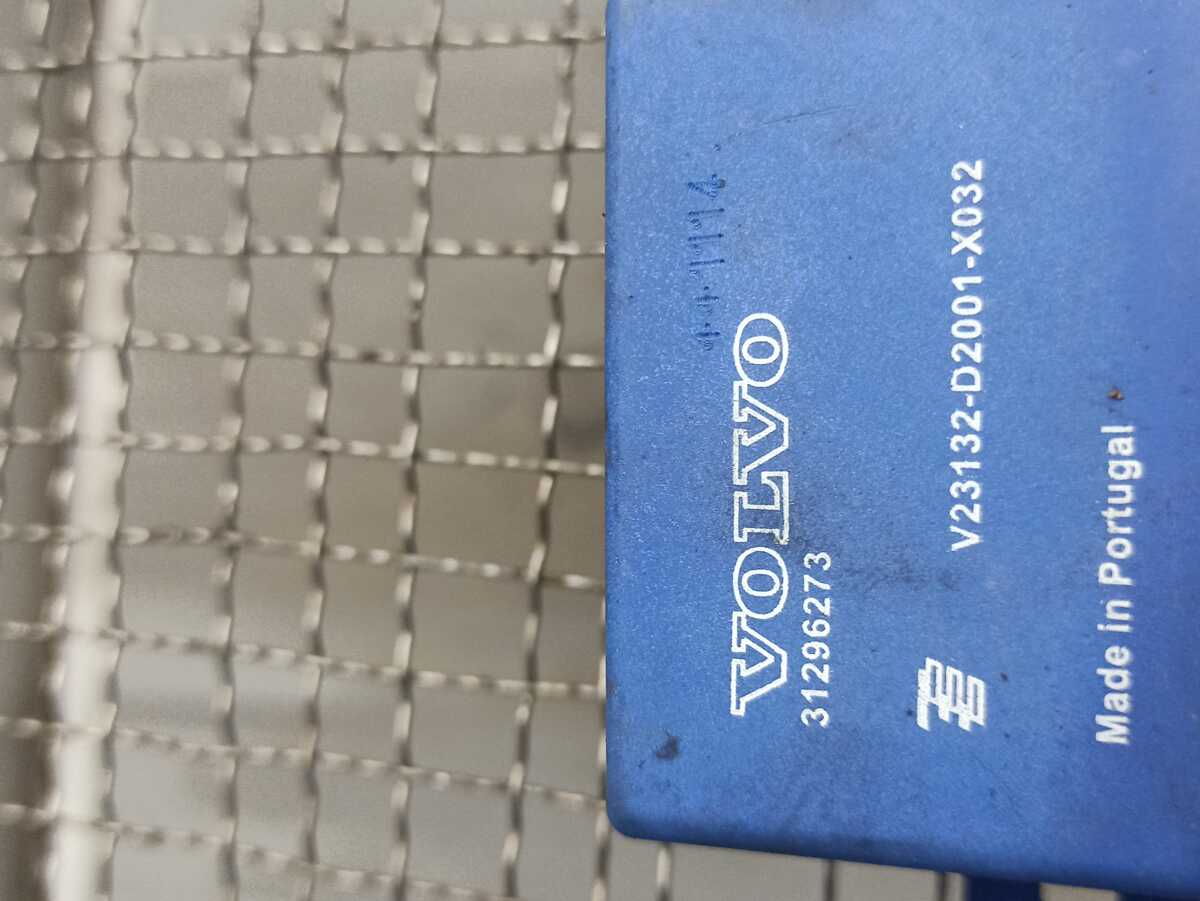 VOLVO
31296273
V23132-D2001-X032
Made in Portugal